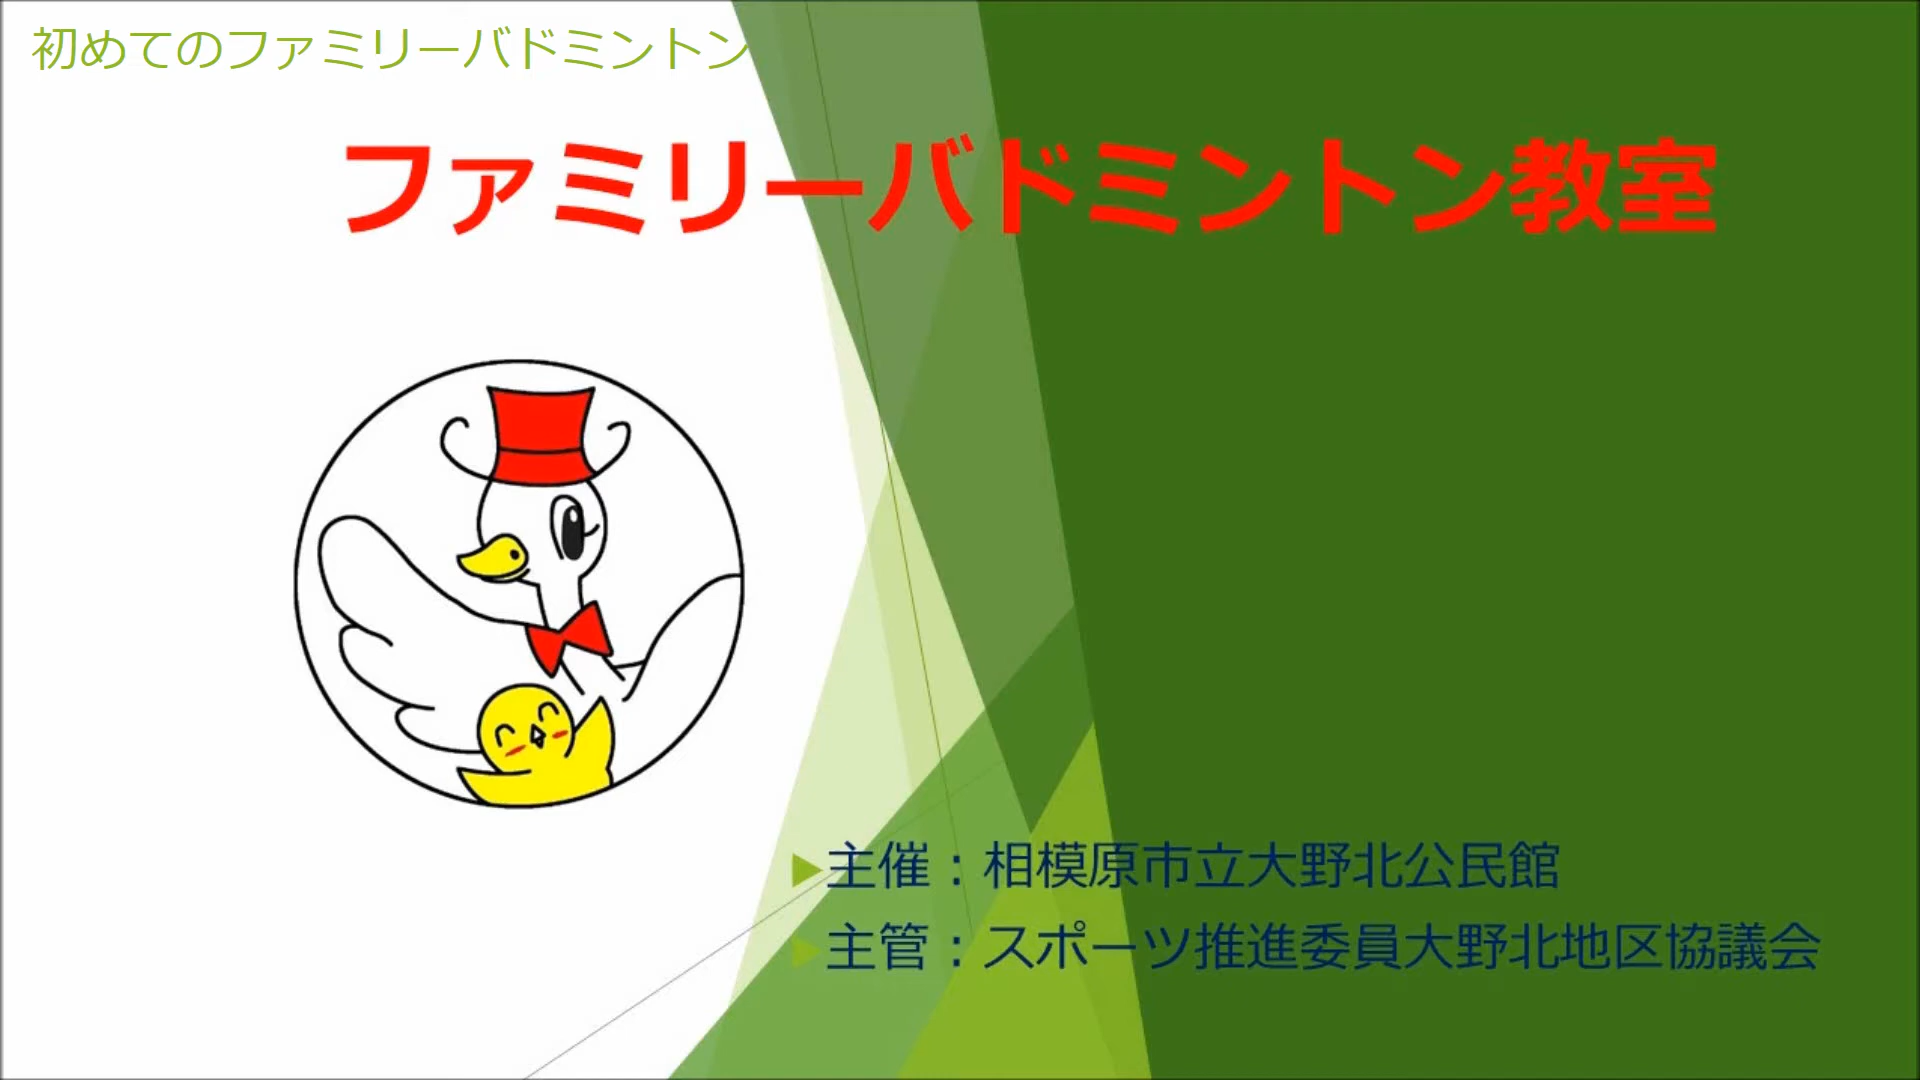 初めてのファミリーバドミントン
ファミリーバドミントン教室
主催：相模原市立大野北公民館
主管：スポーツ推進委員大野北地区協議会